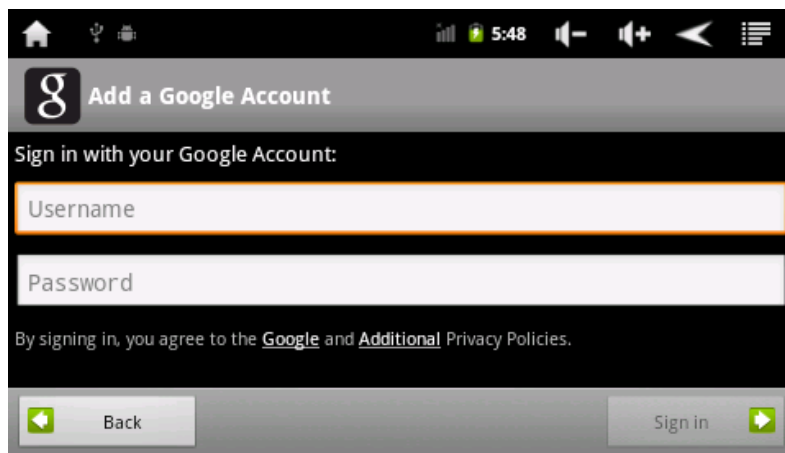 5:48
g Add a Google Account
Sign in with your Google Account:
Username
Password
By signing in, you agree to the Google and Additional Privacy Policies.
Back Sign in